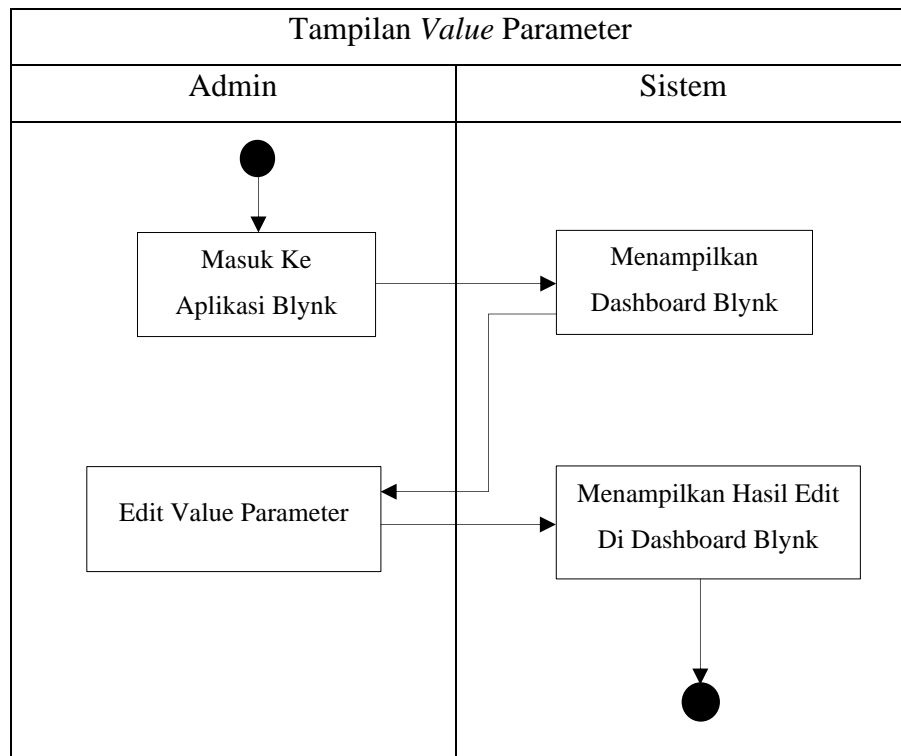 Tampilan Value Parameter
Admin
Sistem
Masuk Ke
Aplikasi Blynk
Menampilkan
Dashboard Blynk
Edit Value Parameter
Menampilkan Hasil Edit
Di Dashboard Blynk